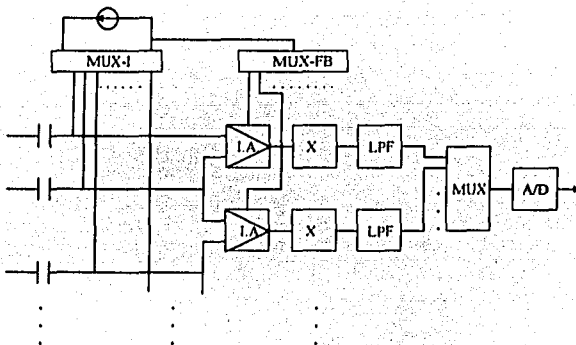 MUX-I
MUX-FB
I.A
X
LPF
MUX
A/D
I.A
X
LPF